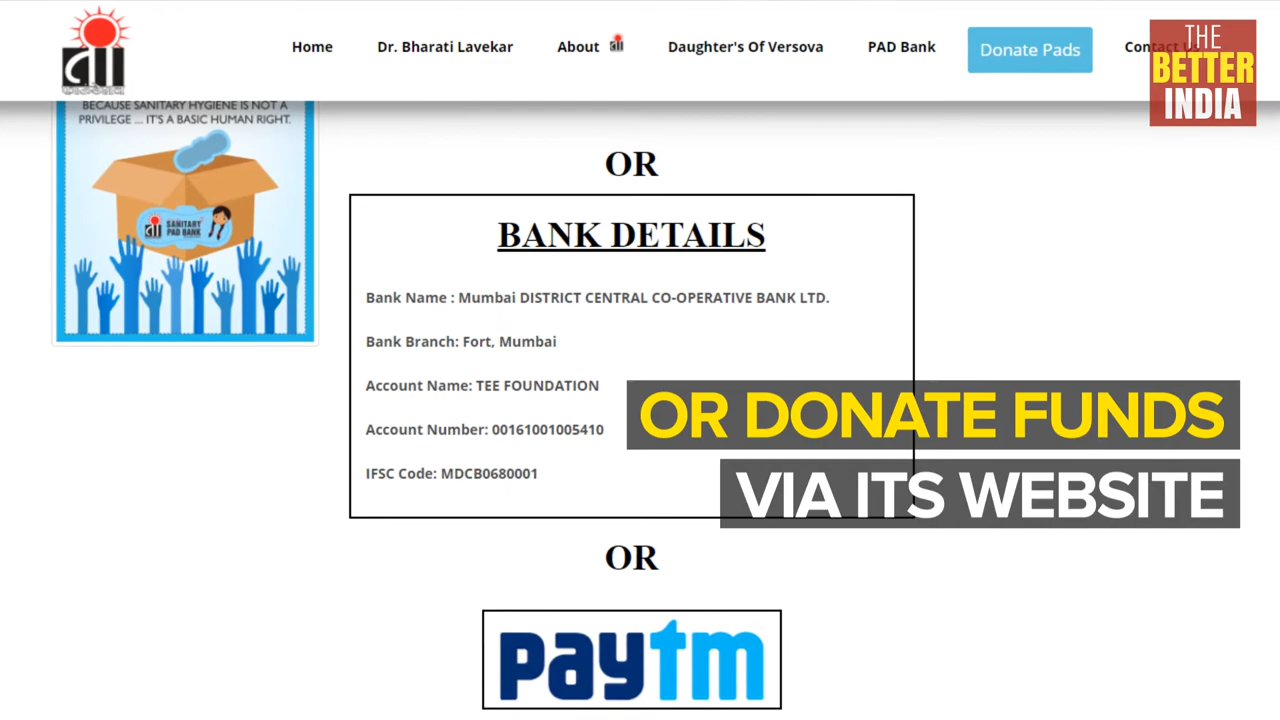 Home
Dr. Bharati Lavekar
About
Daughter's Of Versova
PAD Bank
Donate Pads
Contact Us
THE
BETTER
INDIA
टी
फाउंडेशन
BECAUSE SANITARY HYGIENE IS NOT A
PRIVILEGE ... IT'S A BASIC HUMAN RIGHT.
SANITARY
PAD BANK
OR
BANK DETAILS
Bank Name : Mumbai DISTRICT CENTRAL CO-OPERATIVE BANK LTD.
Bank Branch: Fort, Mumbai
Account Name: TEE FOUNDATION
Account Number: 00161001005410
IFSC Code: MDCB0680001
OR DONATE FUNDS
VIA ITS WEBSITE
OR
paytm